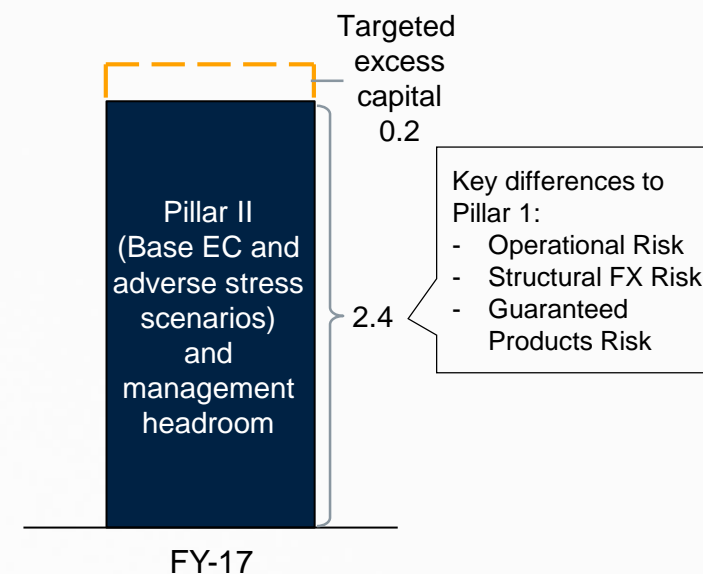 Targeted
excess
capital
0.2
Pillar II
(Base EC and
adverse stress
scenarios)
and
management
headroom
2.4
Key differences to
Pillar 1:
- Operational Risk
- Structural FX Risk
- Guaranteed
Products Risk
FY-17